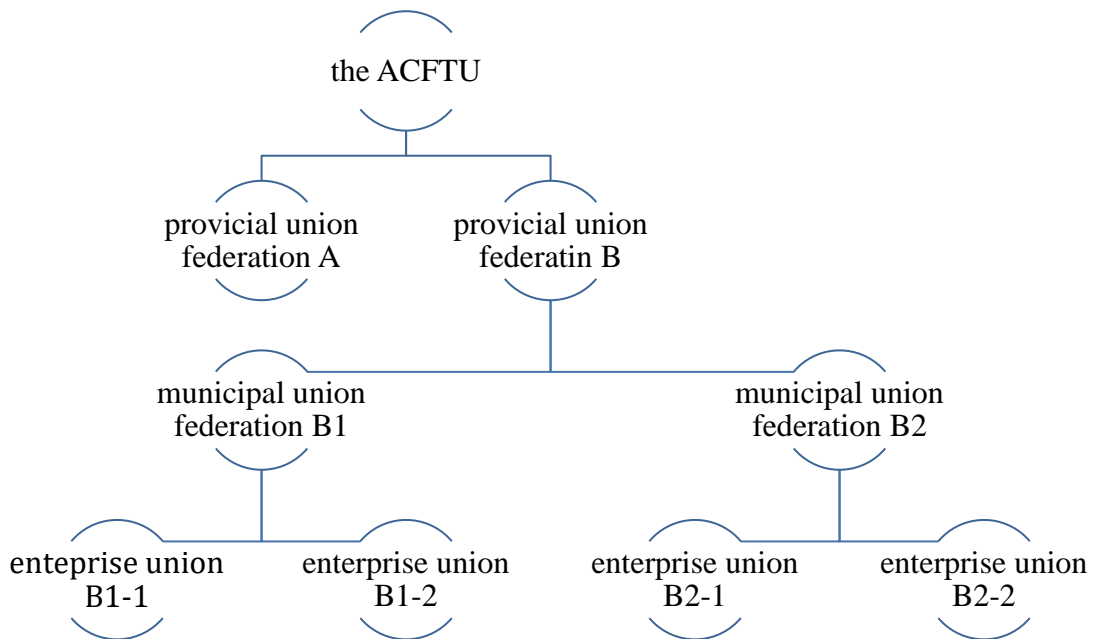 the ACFTU
provicial union
federation A
provicial union
federatin B
municipal union
federation B1
municipal union
federation B2
enteprise union
B1-1
enterprise union
B1-2
enterprise union
B2-1
enterprise union
B2-2